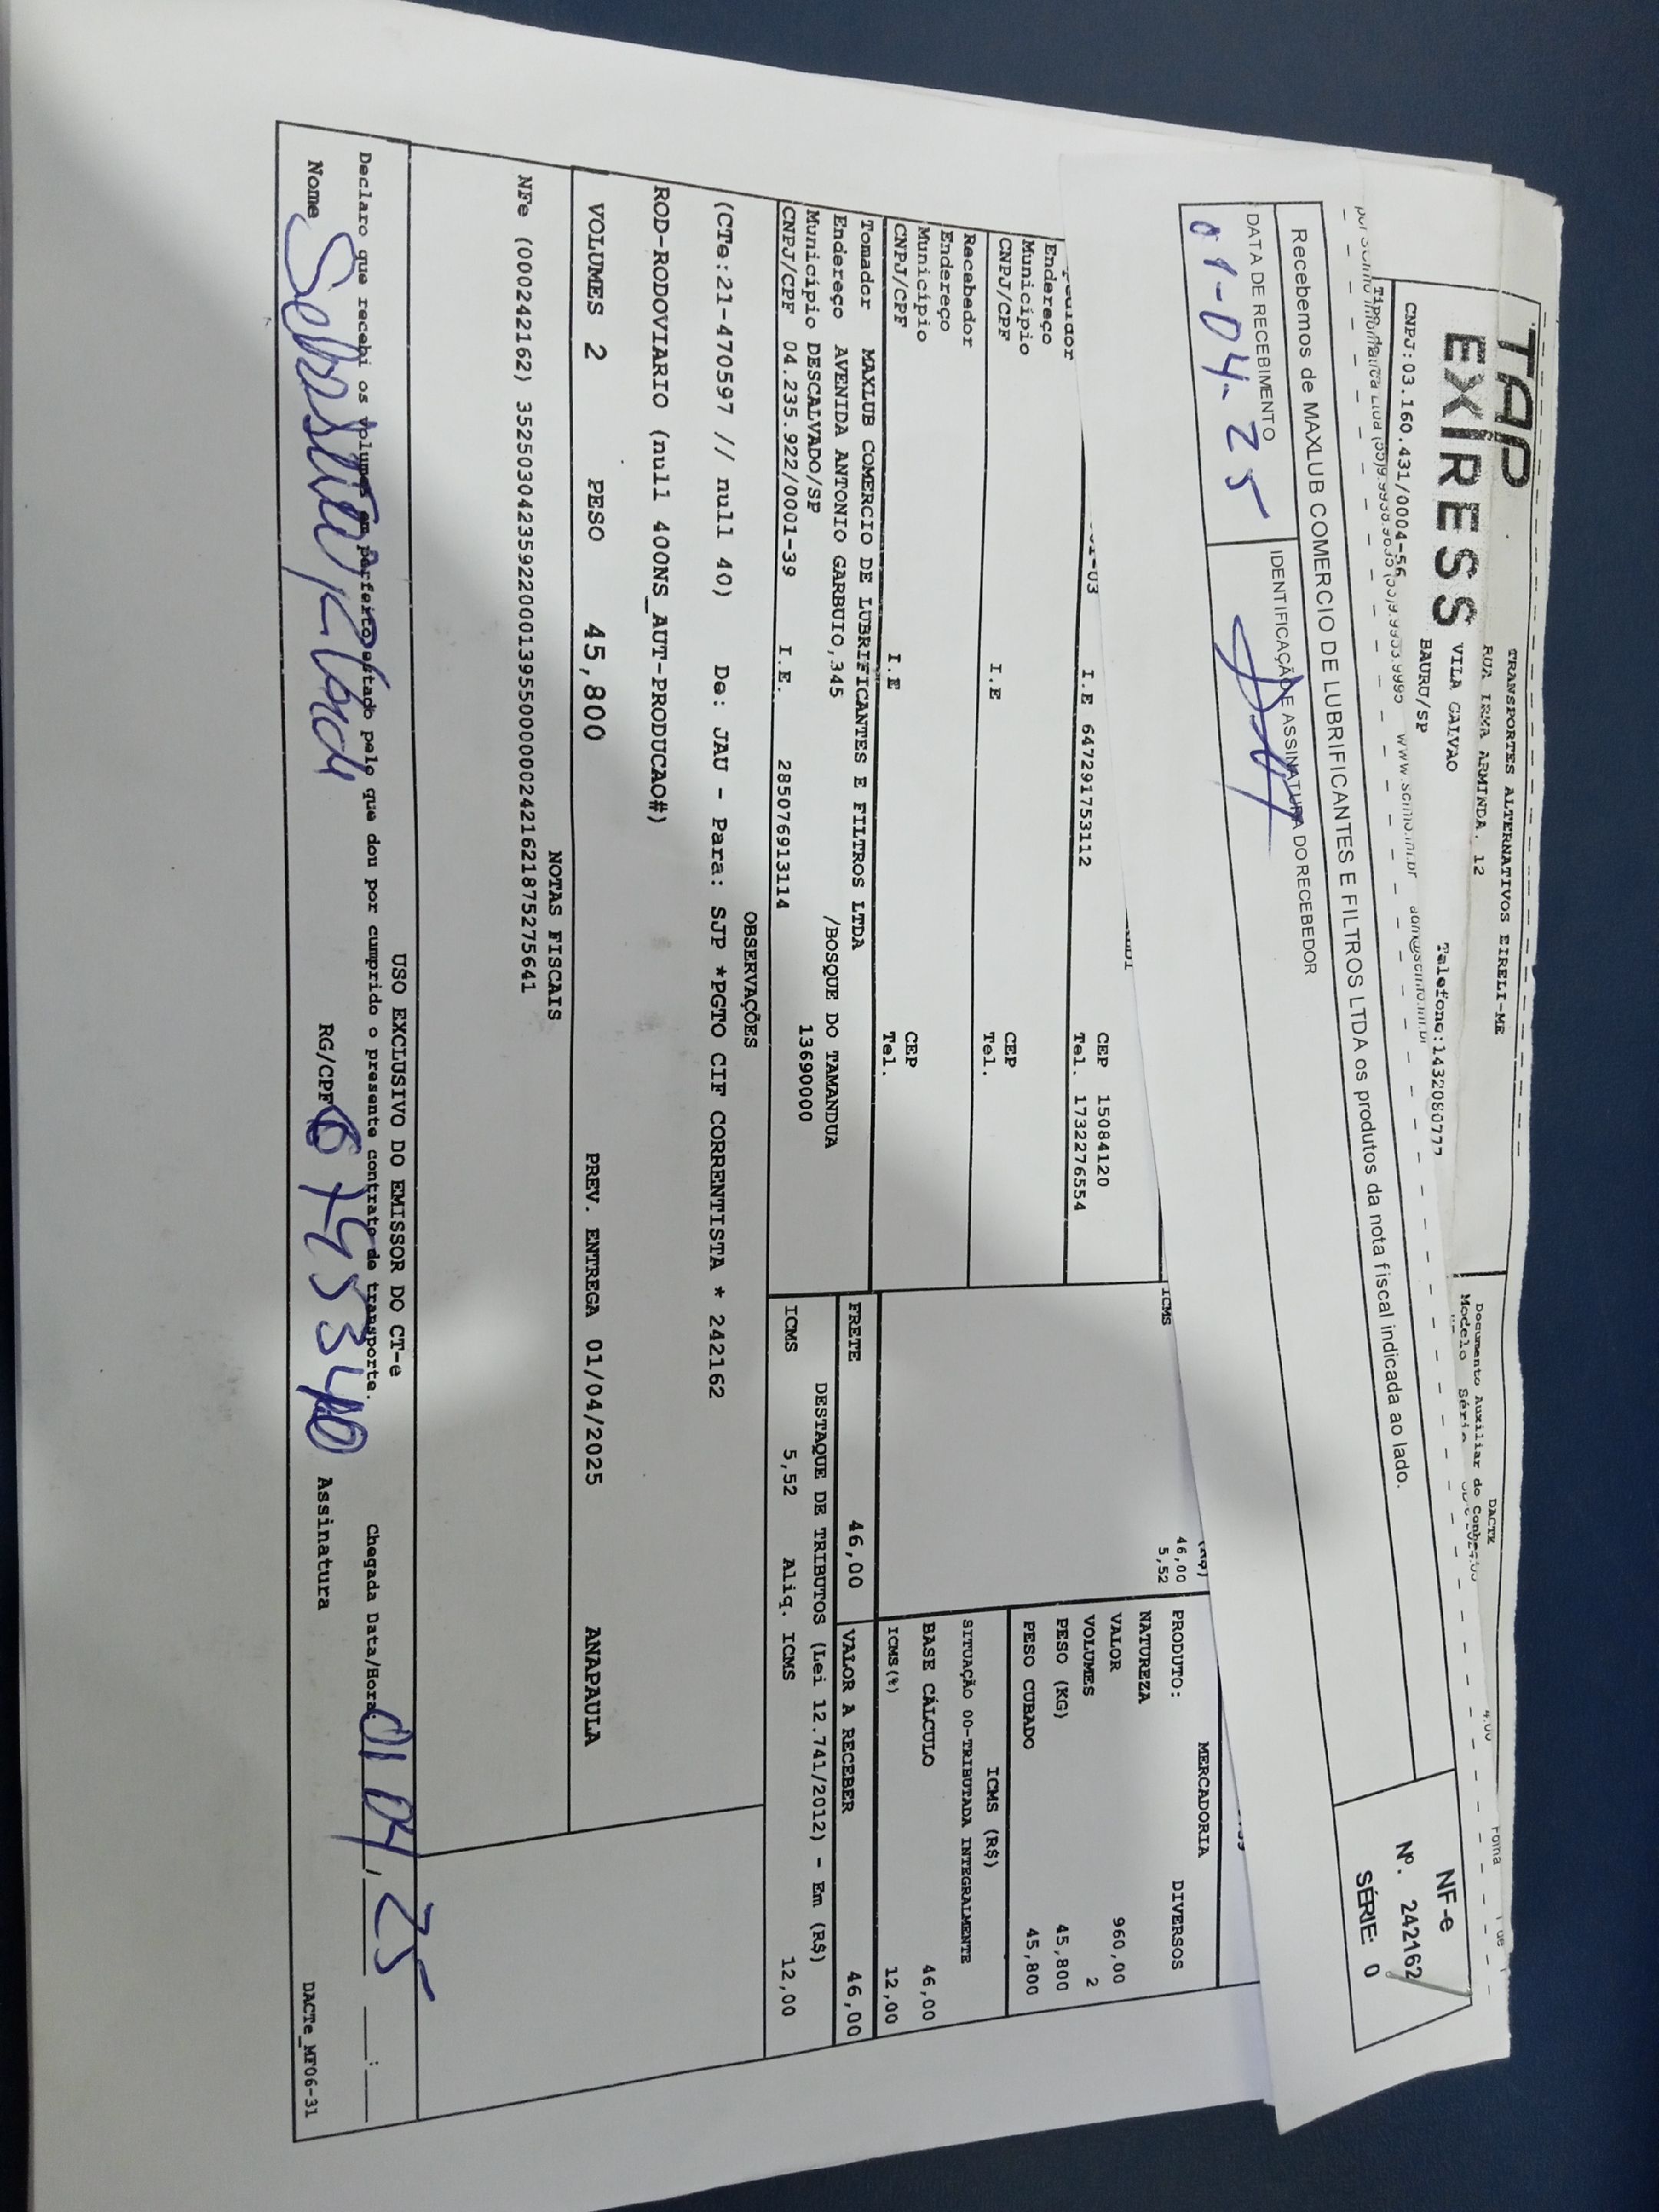 TAP
EXPRESS
TRANSPORTES ALTERNATIVOS EIRELI-ME
RUA IRMA ARMINDA, 12
VILA GALVAO
BAURU/SP
Telefone:1432080777
CNPJ:03.160.431/0004-56
DACTE
Documento Auxiliar do
Modelo Série
NF-e
Nº. 242162
SÉRIE: 0
Recebemos de MAXLUB COMERCIO DE LUBRIFICANTES E FILTROS LTDA os produtos da nota fiscal indicada ao lado.
DATA DE RECEBIMENTO
01-04-25
IDENTIFICAÇÃO E ASSINATURA DO RECEBEDOR
Endereço
Município CEP 15084120
CNPJ/CPF I.E 647291753112 Tel. 1732276554
Recebedor
Endereço
Município CEP
CNPJ/CPF I.E Tel.
ICMS
46,00
5,52
MERCADORIA
PRODUTO: DIVERSOS
NATUREZA
VALOR 960,00
VOLUMES 2
PESO (KG) 45,800
PESO CUBADO 45,800
ICMS (R$)
SITUAÇÃO 00-TRIBUTADA INTEGRALMENTE
BASE CÁLCULO 46,00
ICMS(%) 12,00
Tomador MAXLUB COMERCIO DE LUBRIFICANTES E FILTROS LTDA
Endereço AVENIDA ANTONIO GARBUIO,345 /BOSQUE DO TAMANDUA
Município DESCALVADO/SP 13690000
CNPJ/CPF 04.235.922/0001-39 I.E. 285076913114
FRETE 46,00 VALOR A RECEBER 46,00
DESTAQUE DE TRIBUTOS (Lei 12.741/2012) - Em (R$)
ICMS 5,52 Aliq. ICMS 12,00
OBSERVAÇÕES
(CTe:21-470597 // null 40) De: JAU - Para: SJP *PGTO CIF CORRENTISTA * 242162
ROD-RODOVIARIO (null 400NS_AUT-PRODUCAO#)
VOLUMES 2 PESO 45,800 PREV. ENTREGA 01/04/2025 ANAPAULA
NOTAS FISCAIS
NFe (000242162) 35250304235922000139550000002421621875275641
USO EXCLUSIVO DO EMISSOR DO CT-e
Declaro que recebi os volumes em perfeito estado pelo que dou por cumprido o presente contrato de transporte.
Chegada Data/Hora: 01 04, 25
Nome
RG/CPF
Assinatura
DACTe_MF06-31